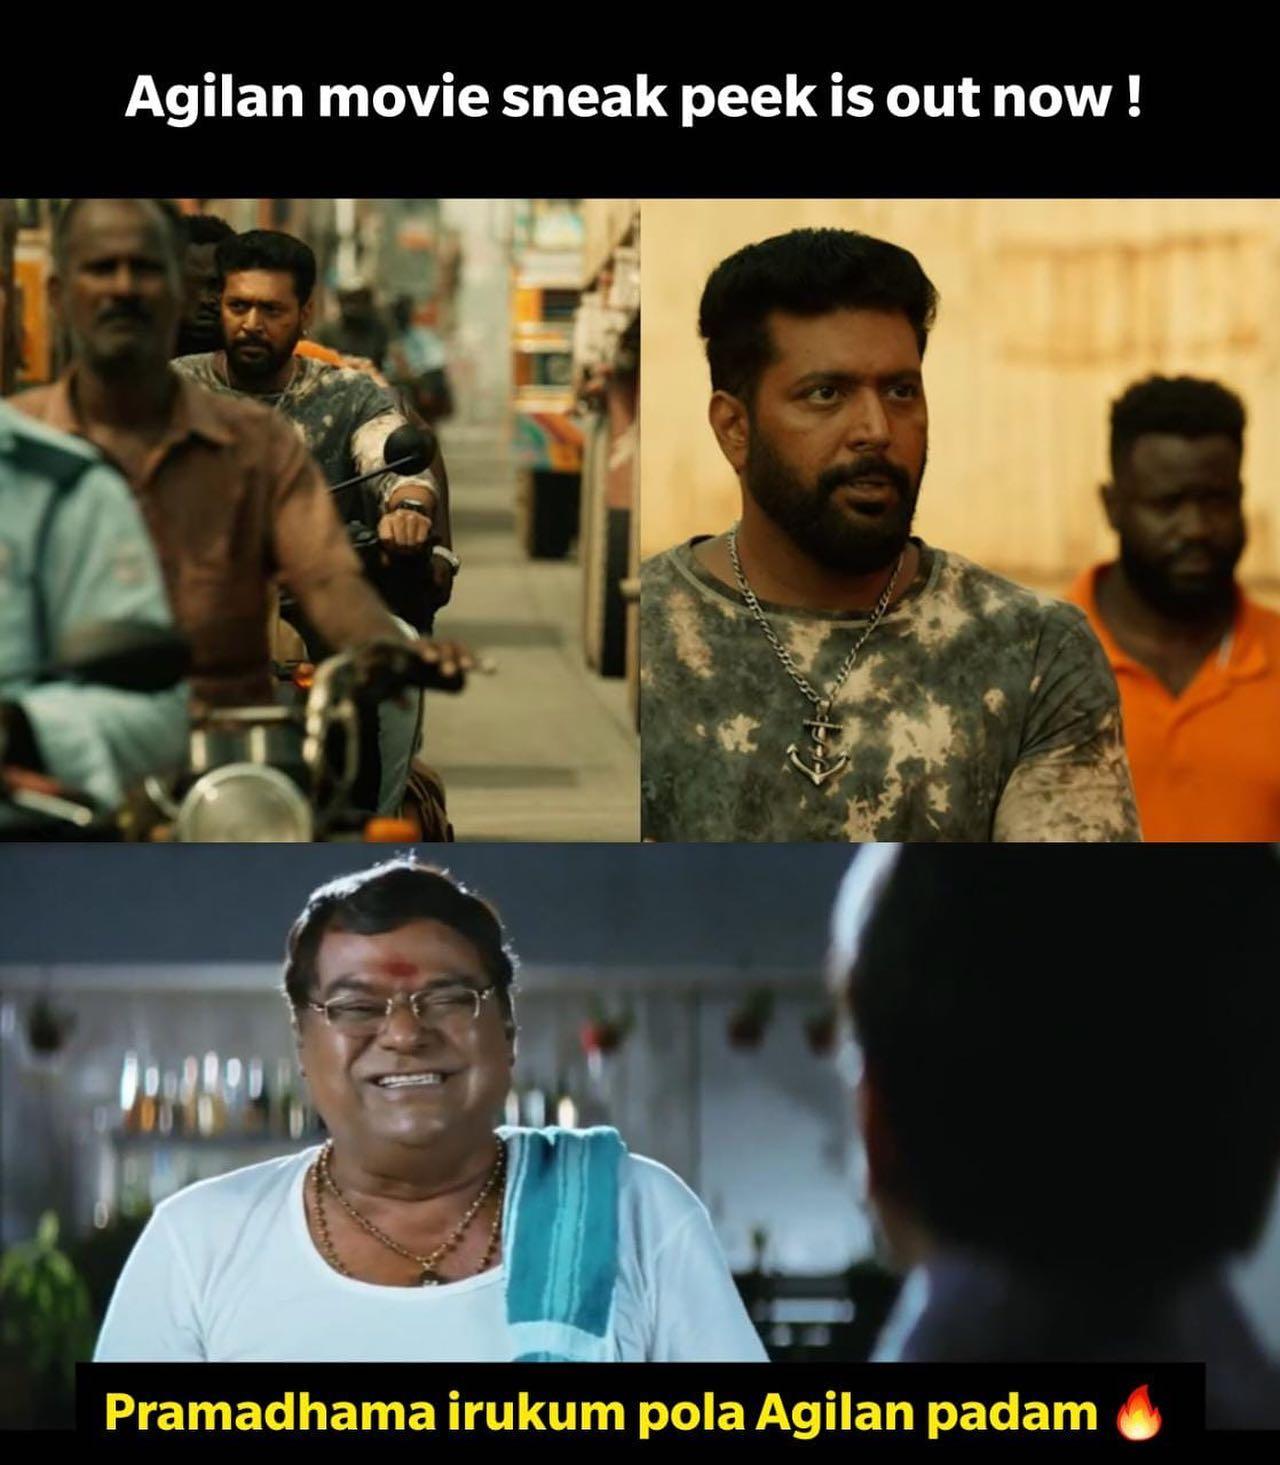 Agilan movie sneak peek is out now !
Pramadhama irukum pola Agilan padam 🔥